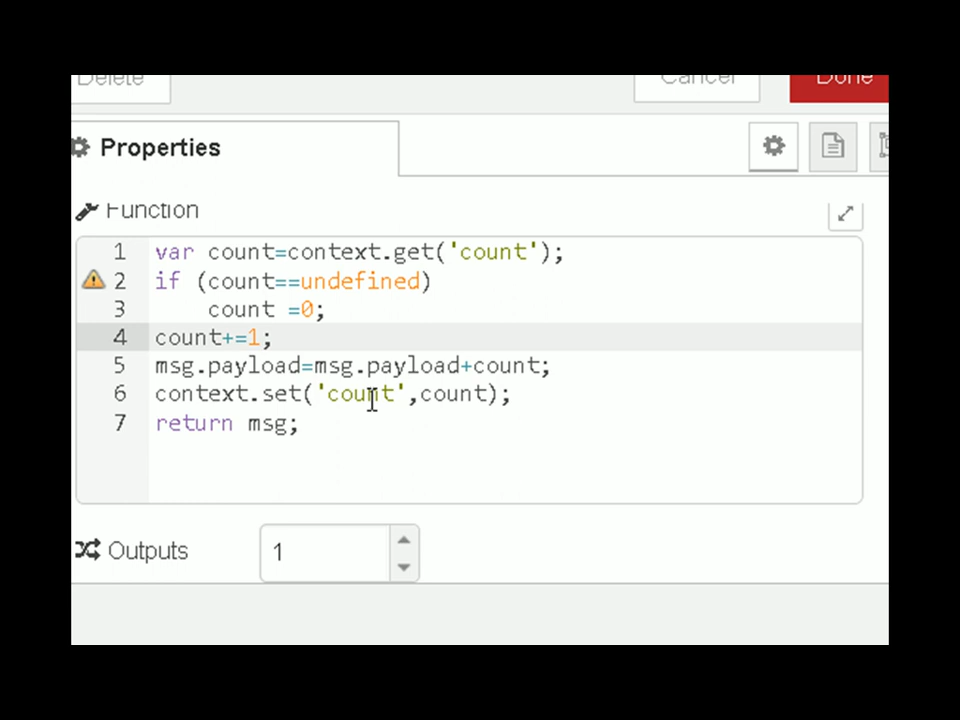 Delete Cancel Done
Properties
Function
1 var count=context.get('count');
2 if (count==undefined)
3 count =0;
4 count+=1;
5 msg.payload=msg.payload+count;
6 context.set('count',count);
7 return msg;
Outputs 1